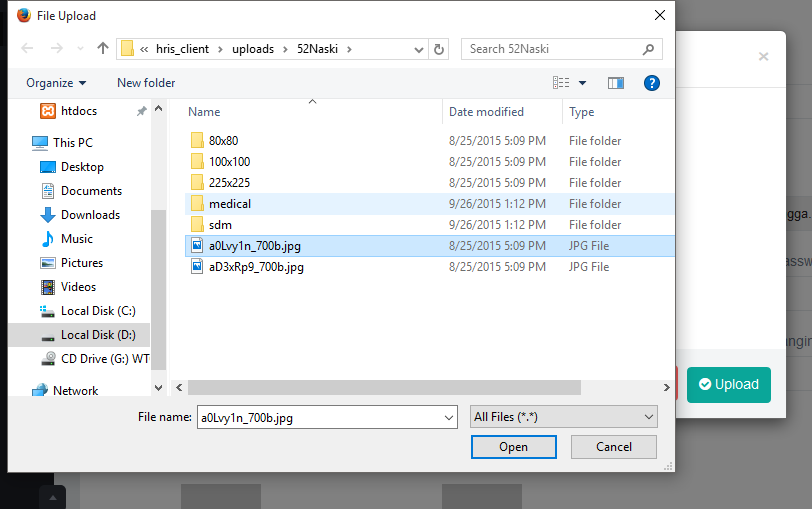 File Upload
« hris_client > uploads > 52Naski >
Search 52Naski
Organize
New folder
?
htdocs
This PC
Desktop
Documents
Downloads
Music
Pictures
Videos
Local Disk (C:)
Local Disk (D:)
CD Drive (G:) WT
Network
Name Date modified Type
80x80 8/25/2015 5:09 PM File folder
100x100 8/25/2015 5:09 PM File folder
225x225 8/25/2015 5:09 PM File folder
medical 9/26/2015 1:12 PM File folder
sdm 9/26/2015 1:12 PM File folder
a0Lvy1n_700b.jpg 8/25/2015 5:09 PM JPG File
aD3xRp9_700b.jpg 8/25/2015 5:09 PM JPG File
File name: a0Lvy1n_700b.jpg All Files (*.*)
Open Cancel
gga.
assw
angin
Upload